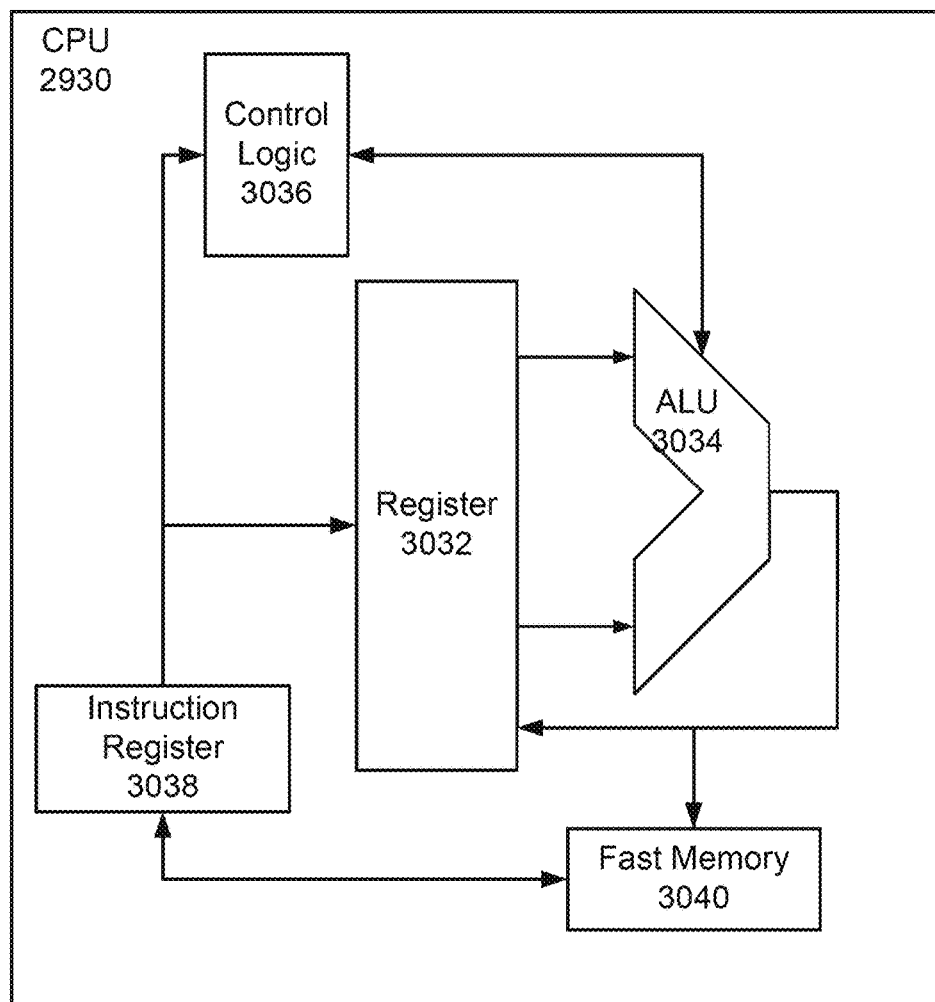 CPU
2930
Control
Logic
3036
ALU
3034
Register
3032
Instruction
Register
3038
Fast Memory
3040